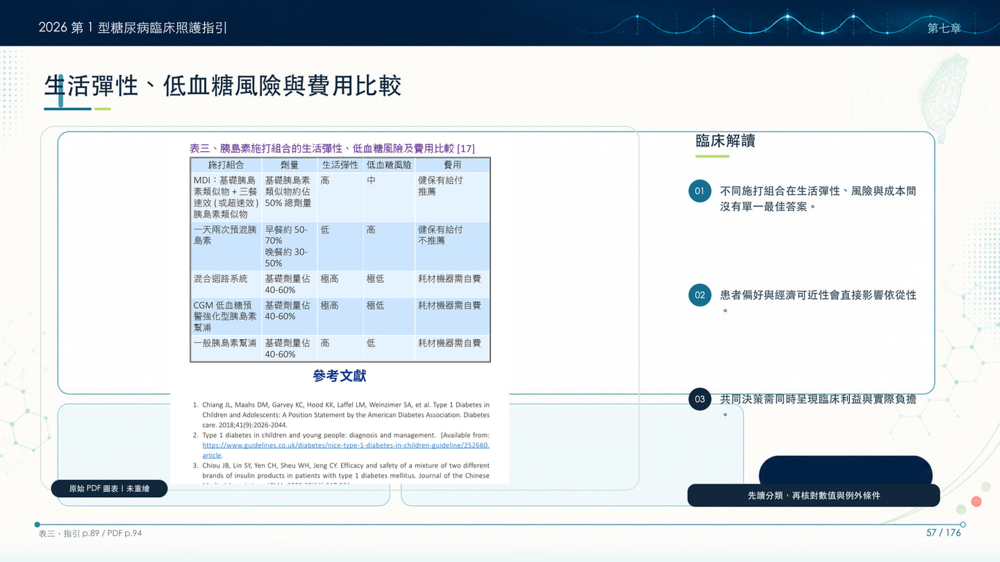 2026 第 1 型糖尿病臨床照護指引
第七章
生活彈性、低血糖風險與費用比較
表三、胰島素施打組合的生活彈性、低血糖風險及費用比較 [17]
施打組合 劑量 生活彈性 低血糖風險 費用
MDI：基礎胰島
素類似物 + 三餐
速效 ( 或超速效 )
胰島素類似物
基礎胰島素
類似物約佔
50% 總劑量
高
中
健保有給付
推薦
一天兩次預混胰
島素
早餐約 50-
70%
晚餐約 30-
50%
低
高
健保有給付
不推薦
混合迴路系統
基礎劑量佔
40-60%
極高
極低
耗材機器需自費
CGM 低血糖預
警強化型胰島素
幫浦
基礎劑量佔
40-60%
極高
極低
耗材機器需自費
一般胰島素幫浦
基礎劑量佔
40-60%
高
低
耗材機器需自費
參考文獻
1. Chiang JL, Maahs DM, Garvey KC, Hood KK, Laffel LM, Weinzimer SA, et al. Type 1 Diabetes in
Children and Adolescents: A Position Statement by the American Diabetes Association. Diabetes
care. 2018;41(9):2026-2044.
2. Type 1 diabetes in children and young people: diagnosis and management. [Available from:
https://www.guidelines.co.uk/diabetes/nice-type-1-diabetes-in-children-guideline/252660.
article.
3. Chiou JB, Lin SY, Yen CH, Sheu WH, Jeng CY. Efficacy and safety of a mixture of two different
brands of insulin products in patients with type 1 diabetes mellitus. Journal of the Chinese
臨床解讀
01 不同施打組合在生活彈性、風險與成本間
沒有單一最佳答案。
02 患者偏好與經濟可近性會直接影響依從性
。
03 共同決策需同時呈現臨床利益與實際負擔
。
原始 PDF 圖表｜未重繪
先讀分類，再核對數值與例外條件
表三・指引 p.89 / PDF p.94
57 / 176